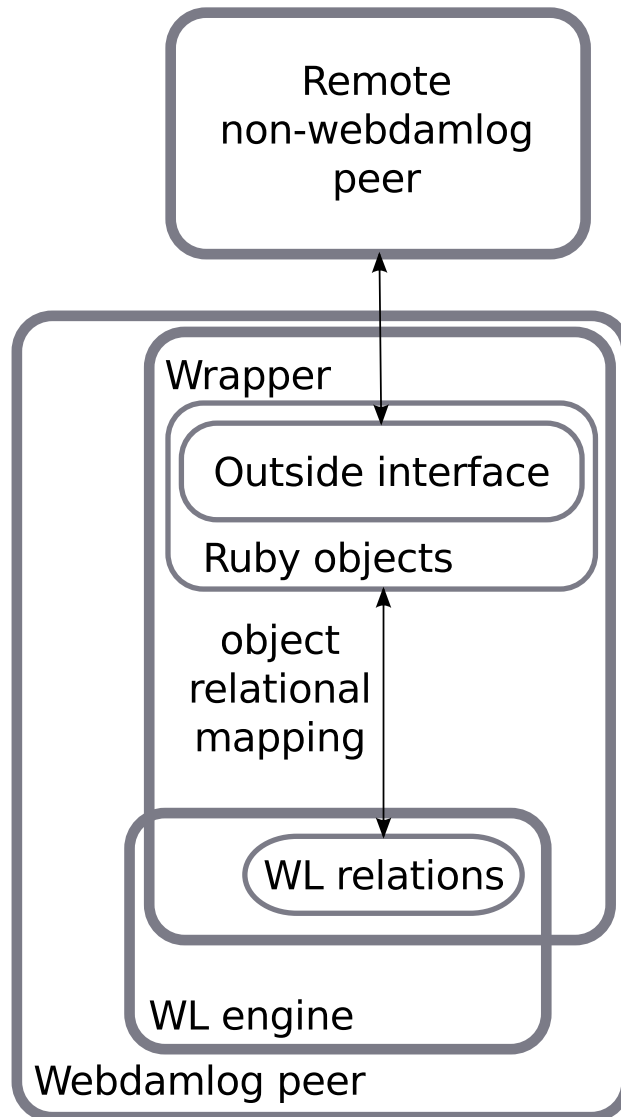 Remote
non-webdamlog
peer
Wrapper
Outside interface
Ruby objects
object
relational
mapping
WL relations
WL engine
Webdamlog peer